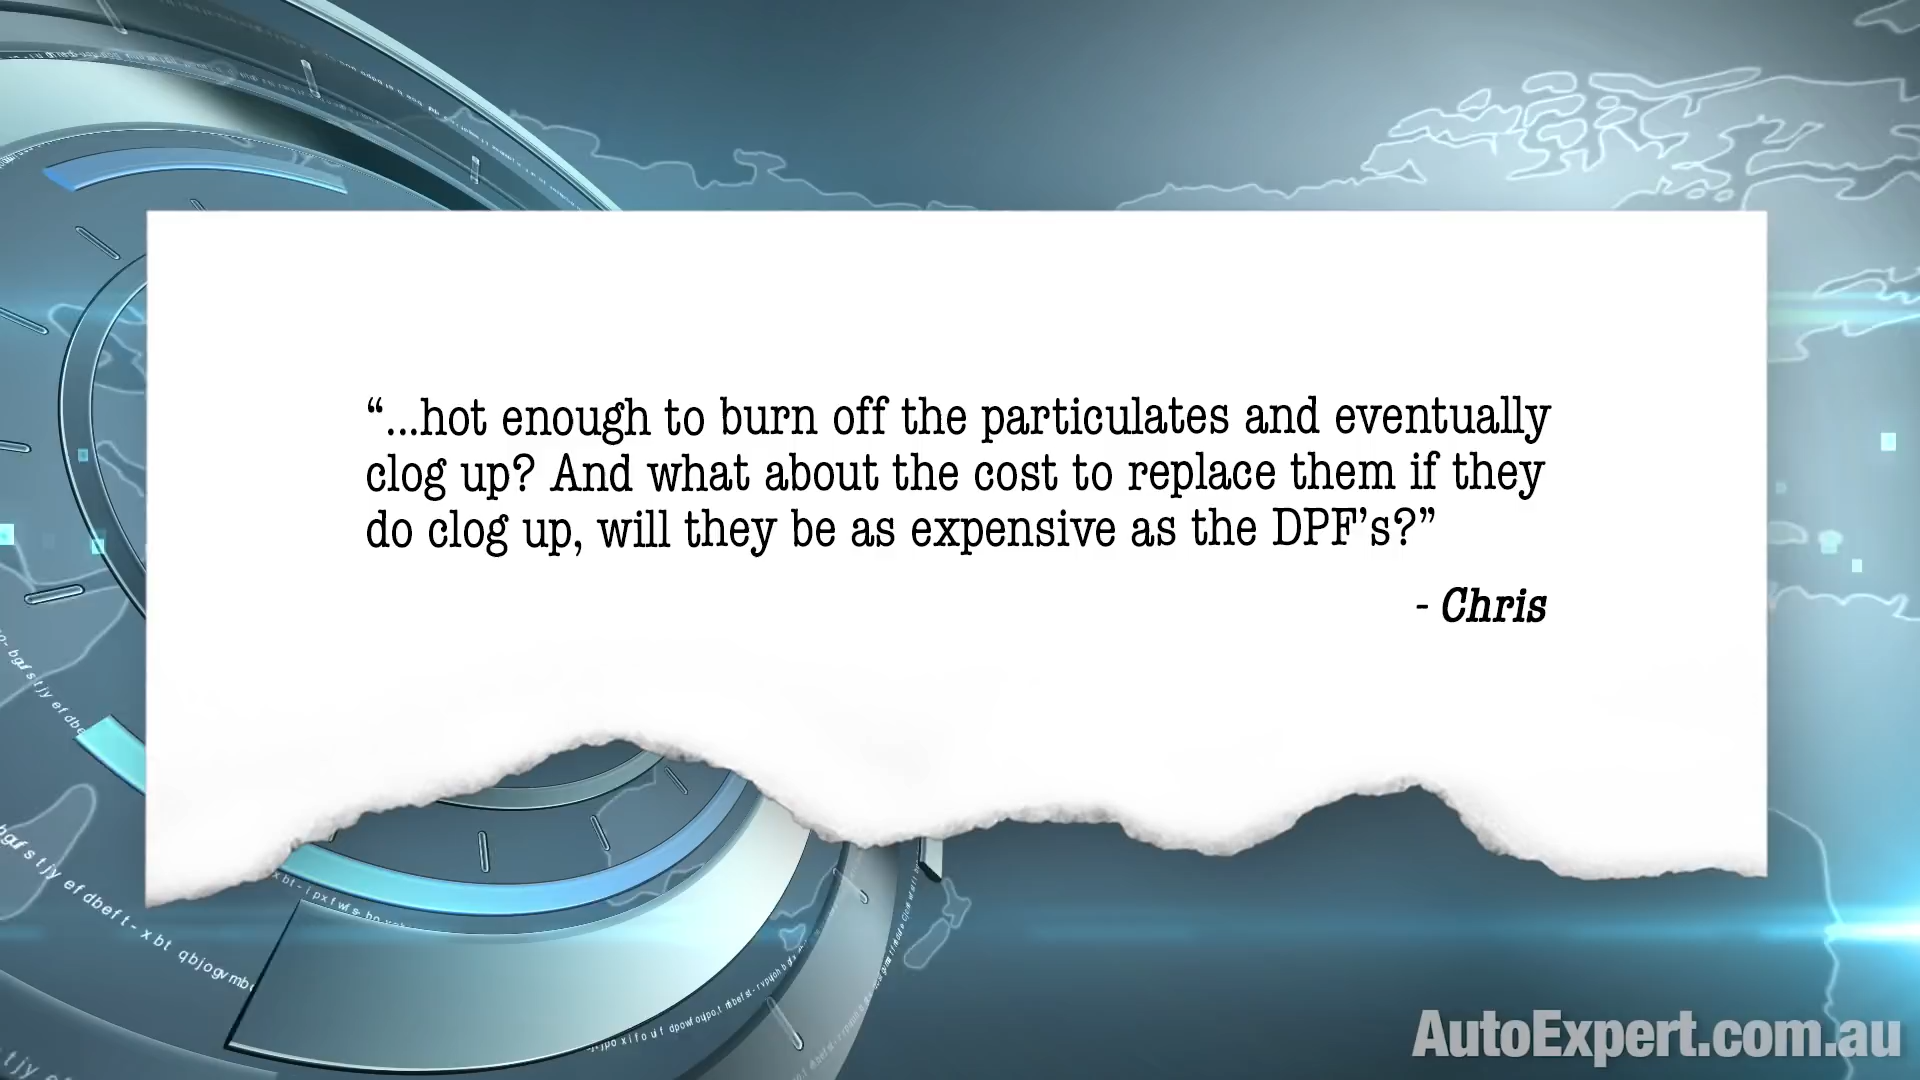 “...hot enough to burn off the particulates and eventually
clog up? And what about the cost to replace them if they
do clog up, will they be as expensive as the DPF’s?”
- Chris
AutoExpert.com.au